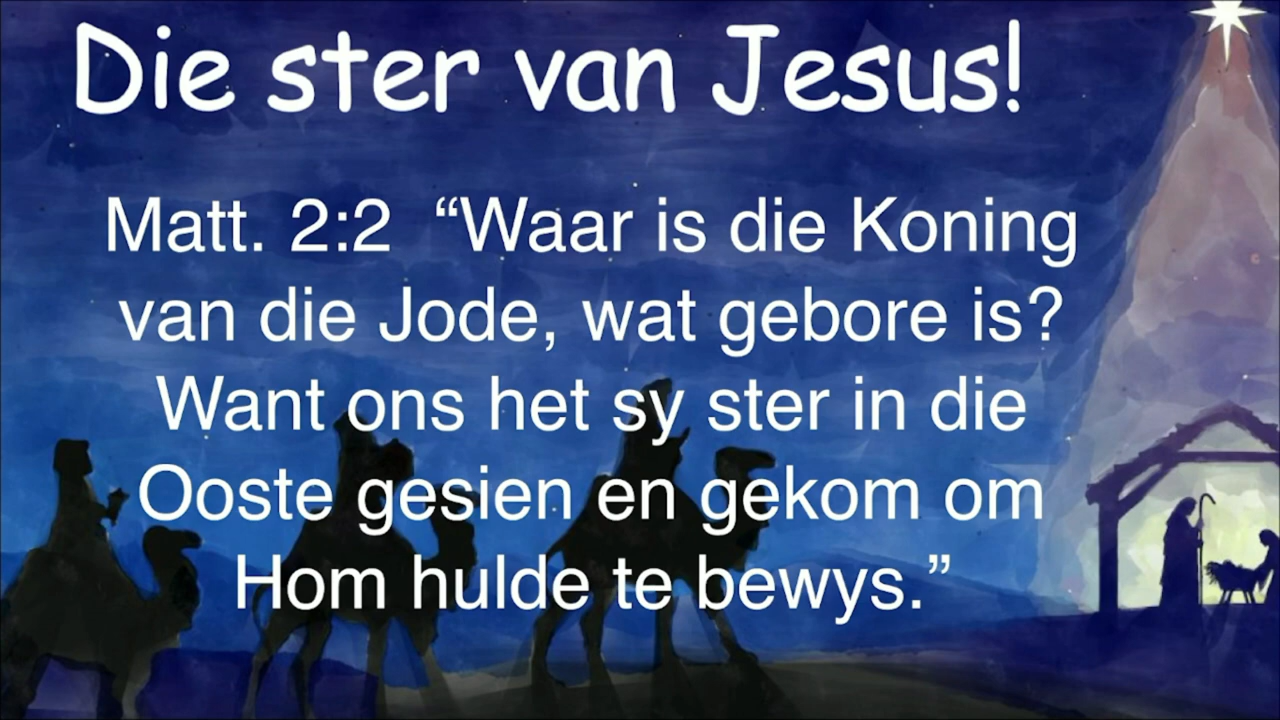 Die ster van Jesus!
Matt. 2:2 “Waar is die Koning
van die Jode, wat gebore is?
Want ons het sy ster in die
Ooste gesien en gekom om
Hom hulde te bewys.”